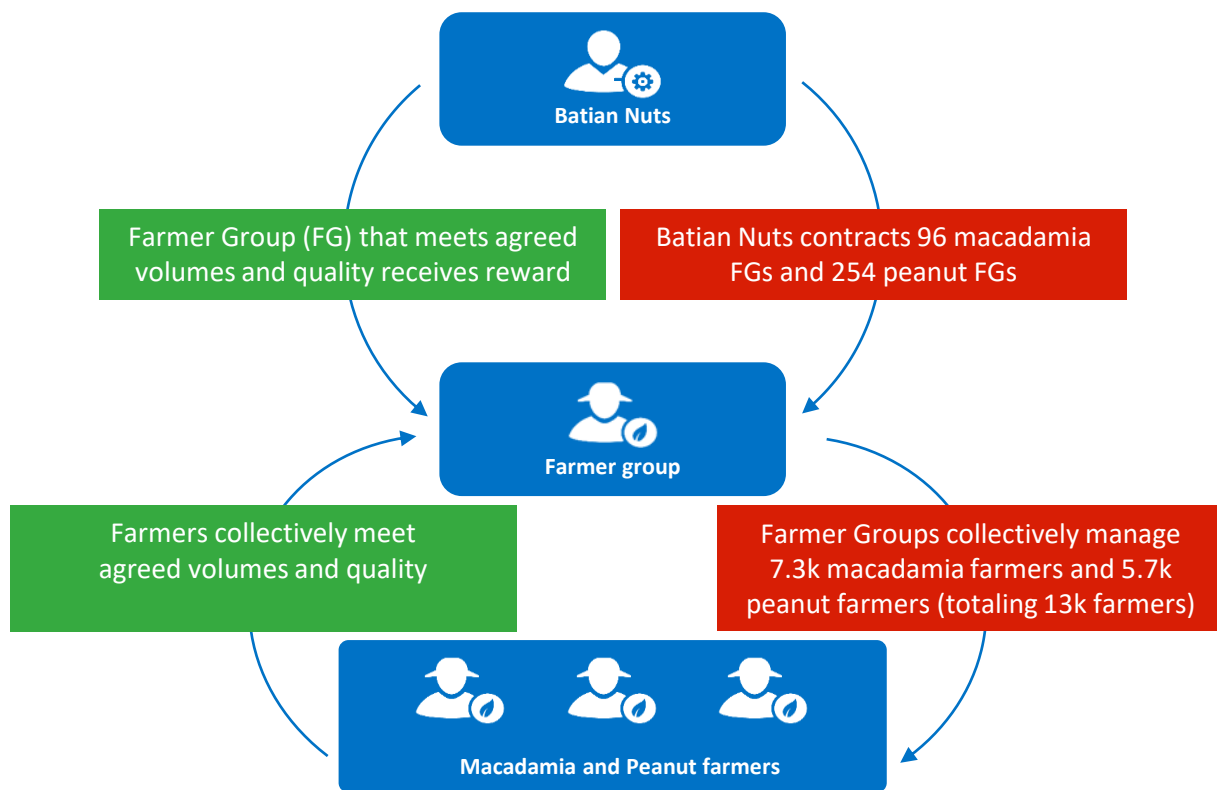 Batian Nuts
Farmer Group (FG) that meets agreed
volumes and quality receives reward
Batian Nuts contracts 96 macadamia
FGs and 254 peanut FGs
Farmer group
Farmers collectively meet
agreed volumes and quality
Farmer Groups collectively manage
7.3k macadamia farmers and 5.7k
peanut farmers (totaling 13k farmers)
Macadamia and Peanut farmers